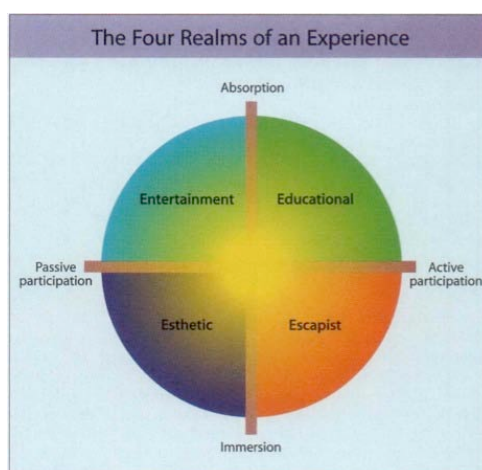 The Four Realms of an Experience
Absorption
Entertainment
Educational
Passive
participation
Active
participation
Esthetic
Escapist
Immersion